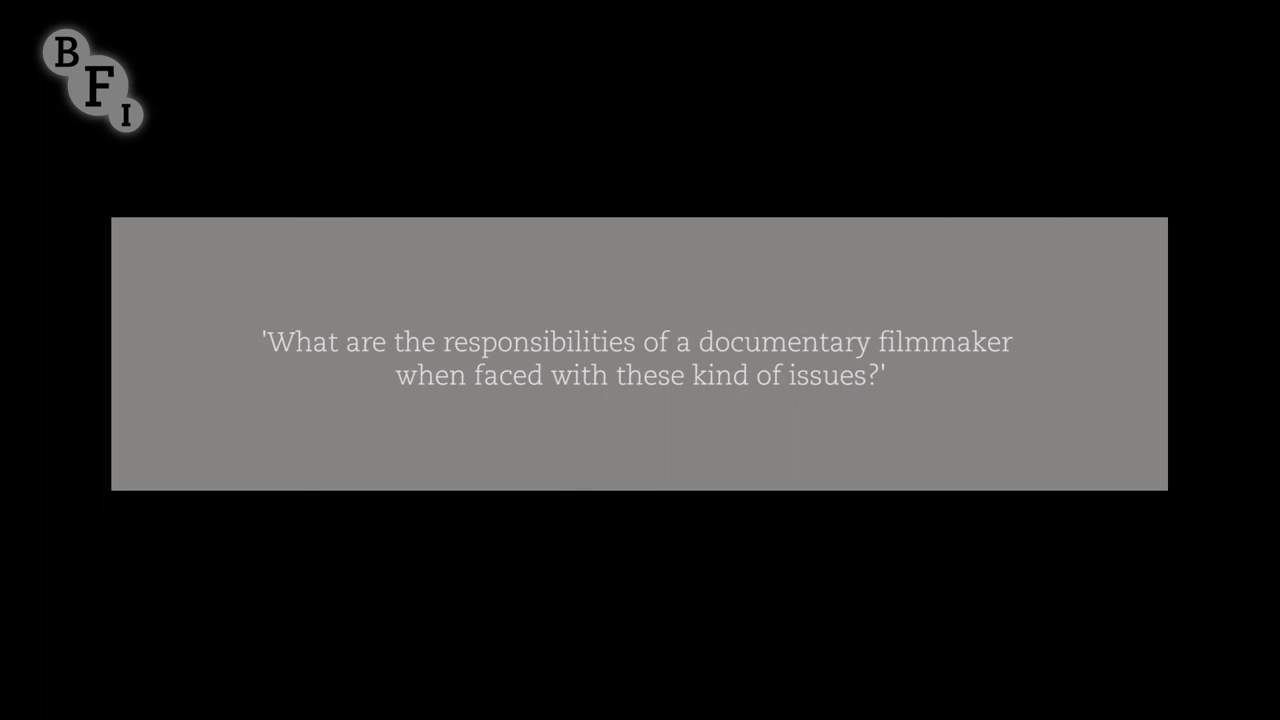 BFI
'What are the responsibilities of a documentary filmmaker
when faced with these kind of issues?'